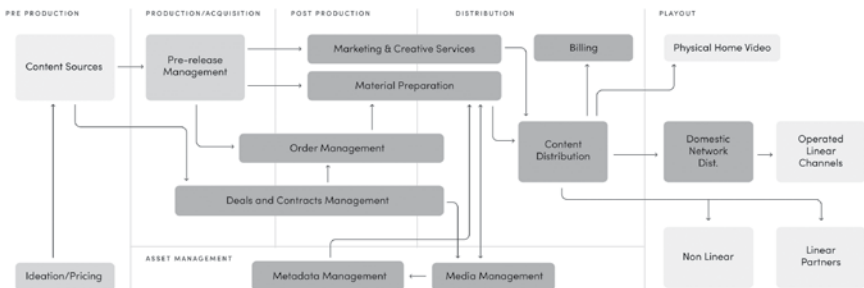 PRE PRODUCTION
PRODUCTION/ACQUISITION
POST PRODUCTION
DISTRIBUTION
PLAYOUT
Content Sources
Pre-release
Management
Marketing & Creative Services
Material Preparation
Billing
Physical Home Video
Order Management
Content
Distribution
Domestic
Network
Dist.
Operated
Linear
Channels
Deals and Contracts Management
ASSET MANAGEMENT
Non Linear
Linear
Partners
Ideation/Pricing
Metadata Management
Media Management